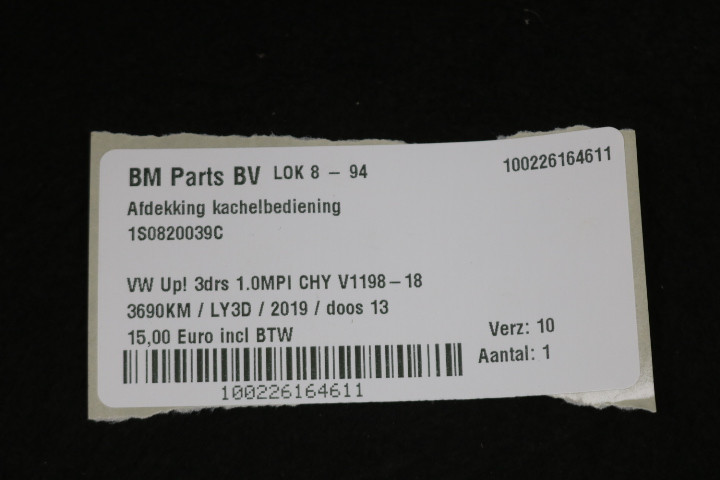 BM Parts BV LOK 8 - 94
100226164611
Afdekking kachelbediening
1S0820039C
VW Up! 3drs 1.0MPI CHY V1198-18
3690KM / LY3D / 2019 / doos 13
15,00 Euro incl BTW
Verz: 10
Aantal: 1
100226164611